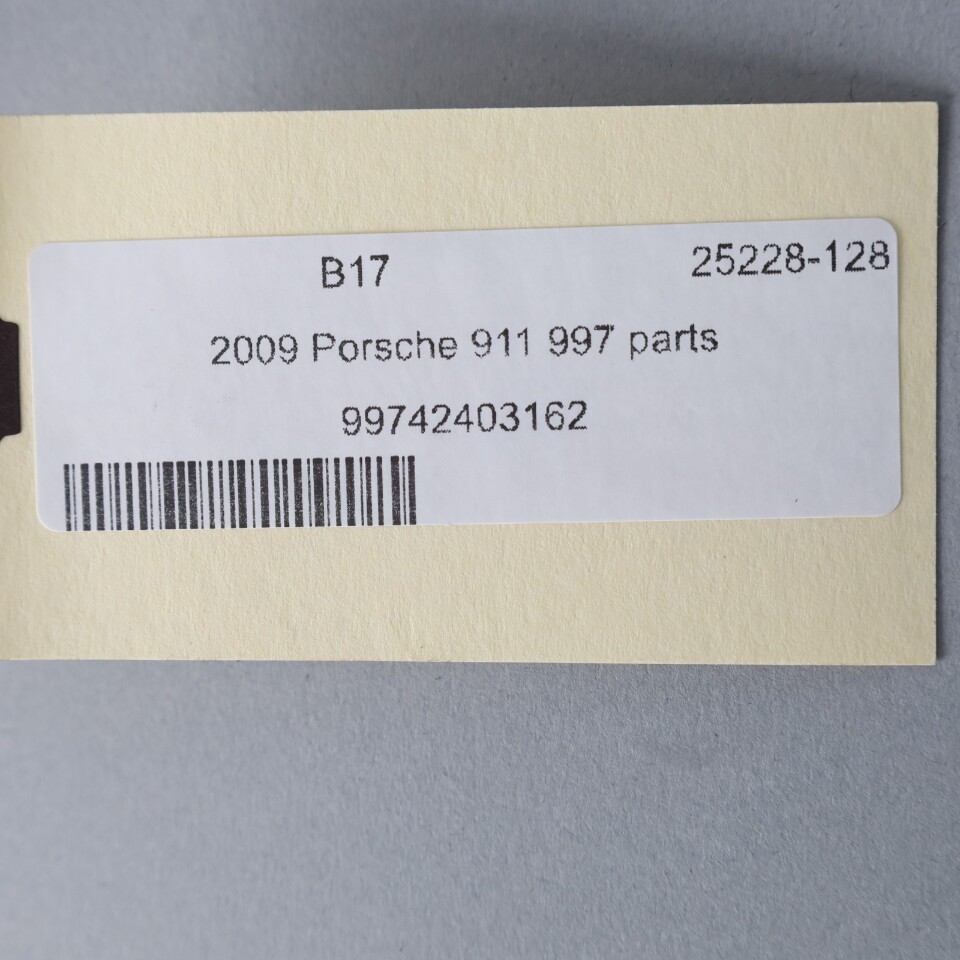 B17 25228-128
2009 Porsche 911 997 parts
99742403162